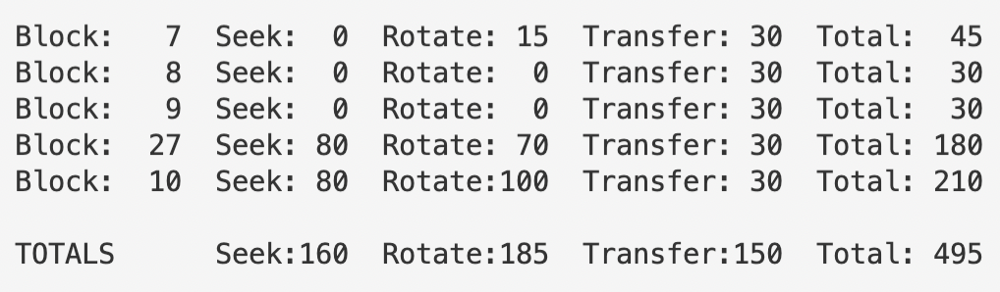 Block:   7  Seek:  0  Rotate: 15  Transfer: 30  Total:  45
Block:   8  Seek:  0  Rotate:  0  Transfer: 30  Total:  30
Block:   9  Seek:  0  Rotate:  0  Transfer: 30  Total:  30
Block:  27  Seek: 80  Rotate: 70  Transfer: 30  Total: 180
Block:  10  Seek: 80  Rotate:100  Transfer: 30  Total: 210
TOTALS      Seek:160  Rotate:185  Transfer:150  Total: 495